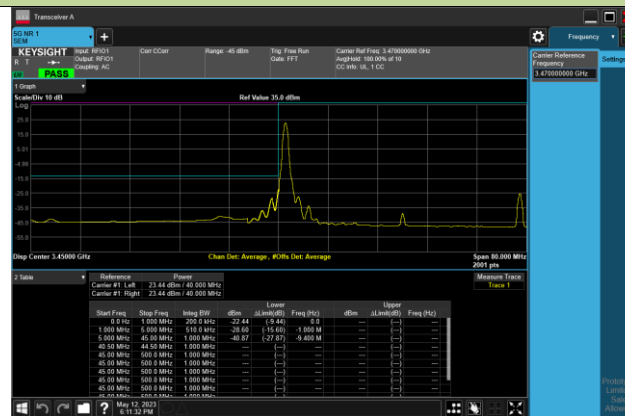 Transceiver A
5G NR 1
SEM
Frequency
KEYSIGHT
R T
PASS
Input: RFIO1
Output: RFIO1
Coupling: AC
Corr CCorr
Range: -45 dBm
Trig: Free Run
Gate: FFT
Carrier Ref Freq: 3.470000000 GHz
Avg|Hold: 100.00% of 10
CC Info: UL, 1 CC
Carrier Reference
Frequency
3.470000000 GHz
Settings
1 Graph
Scale/Div 10 dB
Ref Value 35.0 dBm
Log
25.0
15.0
5.01
-4.99
-15.0
-25.0
-35.0
-45.0
-55.0
Disp Center 3.45000 GHz
Chan Det: Average , #Offs Det: Average
Span 80.000 MHz
2001 pts
2 Table
Reference Power
Carrier #1: Left 23.44 dBm / 40.000 MHz
Carrier #1: Right 23.44 dBm / 40.000 MHz
Measure Trace
Trace 1
Lower Upper
Start Freq Stop Freq Integ BW dBm ΔLimit(dB) Freq (Hz) dBm ΔLimit(dB) Freq (Hz)
0.0 Hz 1.000 MHz 200.0 kHz -22.44 (-9.44) 0.0 --- (---) ---
1.000 MHz 5.000 MHz 510.0 kHz -28.60 (-15.60) -1.000 M --- (---) ---
5.000 MHz 45.00 MHz 1.000 MHz -40.87 (-27.87) -9.400 M --- (---) ---
40.50 MHz 44.50 MHz 1.000 MHz --- (---) --- --- (---) ---
45.00 MHz 500.0 MHz 1.000 MHz --- (---) --- --- (---) ---
45.00 MHz 500.0 MHz 1.000 MHz --- (---) --- --- (---) ---
45.00 MHz 500.0 MHz 1.000 MHz --- (---) --- --- (---) ---
45.00 MHz 500.0 MHz 1.000 MHz --- (---) --- --- (---) ---
45.00 MHz 500.0 MHz 1.000 MHz --- (---) --- --- (---) ---
May 12, 2023
6:11:32 PM